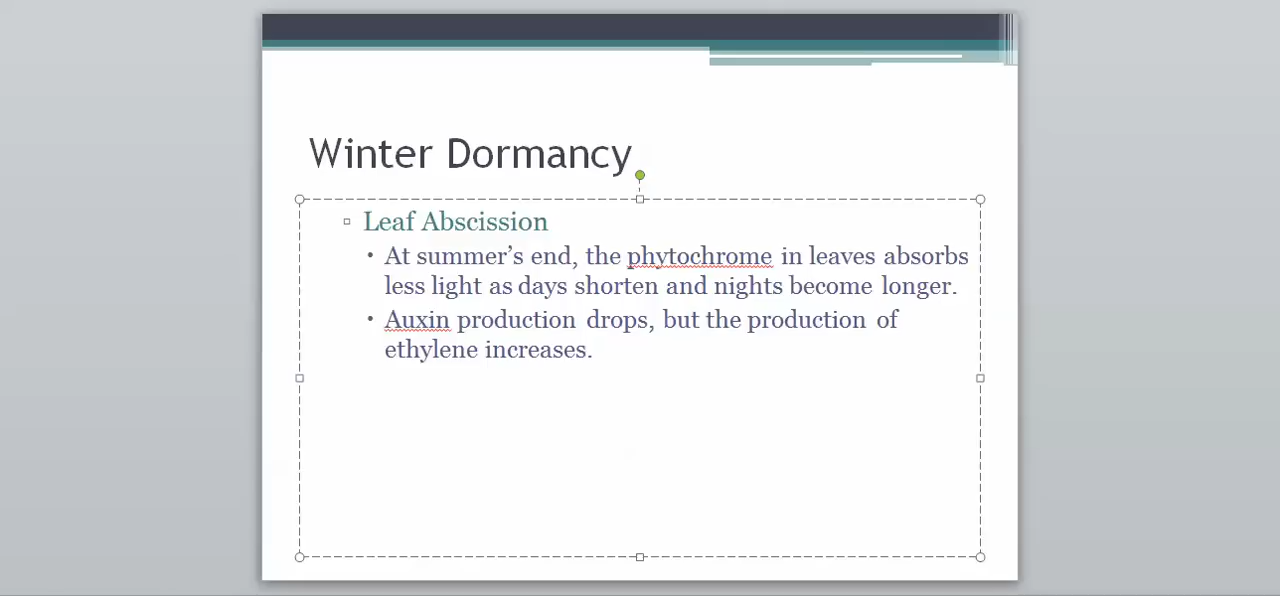 Winter Dormancy
Leaf Abscission
At summer’s end, the phytochrome in leaves absorbs
less light as days shorten and nights become longer.
Auxin production drops, but the production of
ethylene increases.